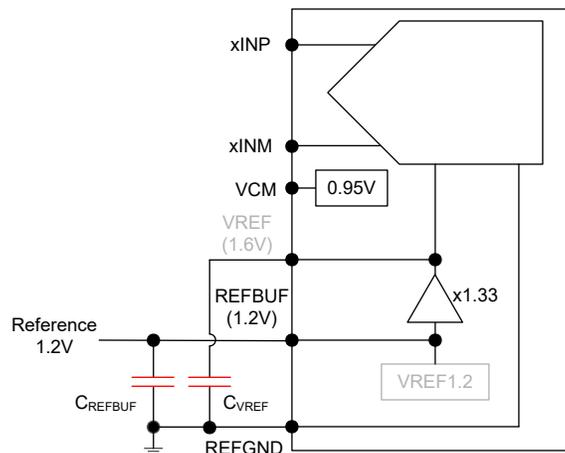 xINP
xINM
VCM
0.95V
VREF
(1.6V)
REFBUF
(1.2V)
x1.33
Reference
1.2V
VREF1.2
CREFBUF
CVREF
REFGND